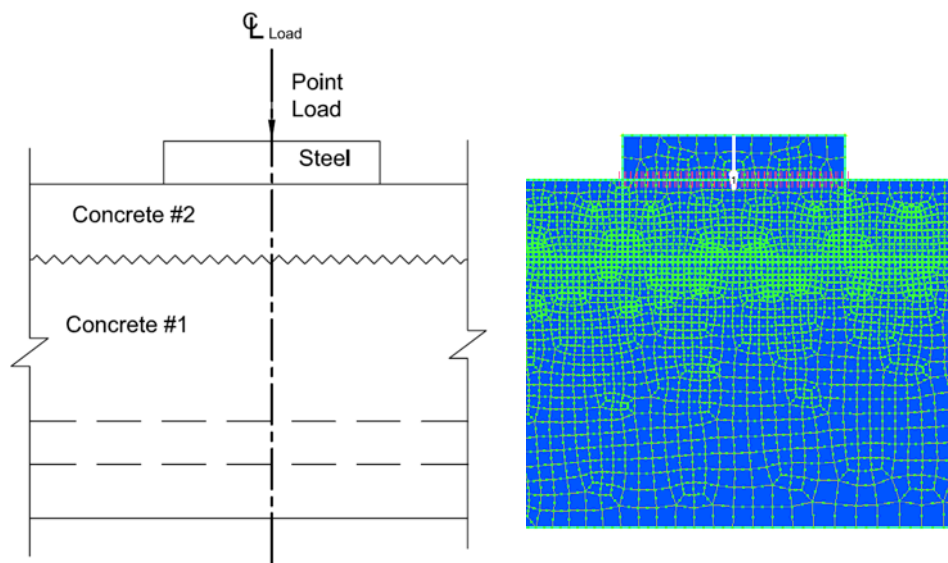 ℄ Load
Point
Load
Steel
Concrete #2
Concrete #1